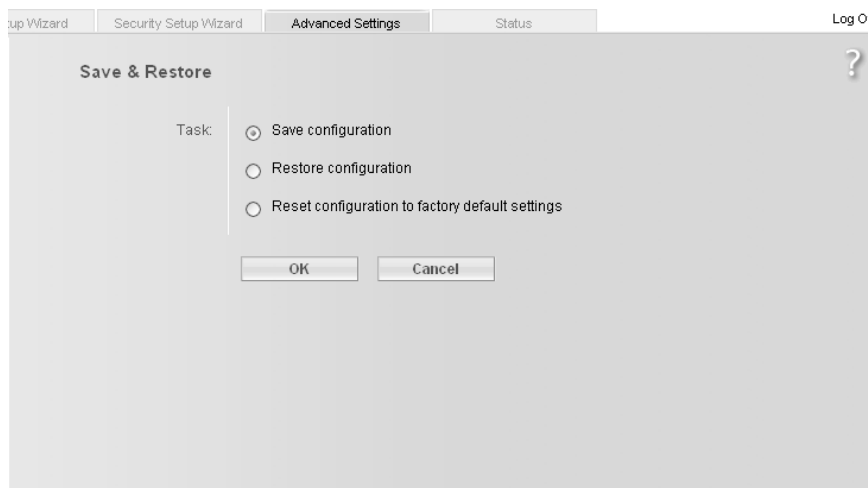 tup Wizard Security Setup Wizard Advanced Settings Status Log O
Save & Restore
?
Task:
Save configuration
Restore configuration
Reset configuration to factory default settings
OK Cancel